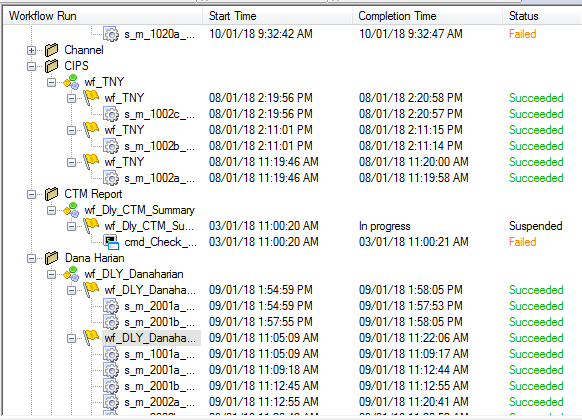 Workflow Run Start Time Completion Time Status
s_m_1020a_... 10/01/18 9:32:42 AM 10/01/18 9:32:47 AM Failed
Channel
CIPS
wf_TNY
wf_TNY 08/01/18 2:19:56 PM 08/01/18 2:20:58 PM Succeeded
s_m_1002c_... 08/01/18 2:19:56 PM 08/01/18 2:20:57 PM Succeeded
wf_TNY 08/01/18 2:11:01 PM 08/01/18 2:11:15 PM Succeeded
s_m_1002b_... 08/01/18 2:11:01 PM 08/01/18 2:11:14 PM Succeeded
wf_TNY 08/01/18 11:19:46 AM 08/01/18 11:20:00 AM Succeeded
s_m_1002a_... 08/01/18 11:19:46 AM 08/01/18 11:19:58 AM Succeeded
CTM Report
wf_Dly_CTM_Summary
wf_Dly_CTM_Su... 03/01/18 11:00:20 AM In progress Suspended
cmd_Check_... 03/01/18 11:00:20 AM 03/01/18 11:00:21 AM Failed
Dana Harian
wf_DLY_Danaharian
wf_DLY_Danaha... 09/01/18 1:54:59 PM 09/01/18 1:58:05 PM Succeeded
s_m_2001a_... 09/01/18 1:54:59 PM 09/01/18 1:57:53 PM Succeeded
s_m_2001b_... 09/01/18 1:57:55 PM 09/01/18 1:58:05 PM Succeeded
wf_DLY_Danaha... 09/01/18 11:05:09 AM 09/01/18 11:22:06 AM Succeeded
s_m_1001a_... 09/01/18 11:05:09 AM 09/01/18 11:09:17 AM Succeeded
s_m_2001a_... 09/01/18 11:09:18 AM 09/01/18 11:12:44 AM Succeeded
s_m_2001b_... 09/01/18 11:12:45 AM 09/01/18 11:12:55 AM Succeeded
s_m_2002a_... 09/01/18 11:12:55 AM 09/01/18 11:20:41 AM Succeeded